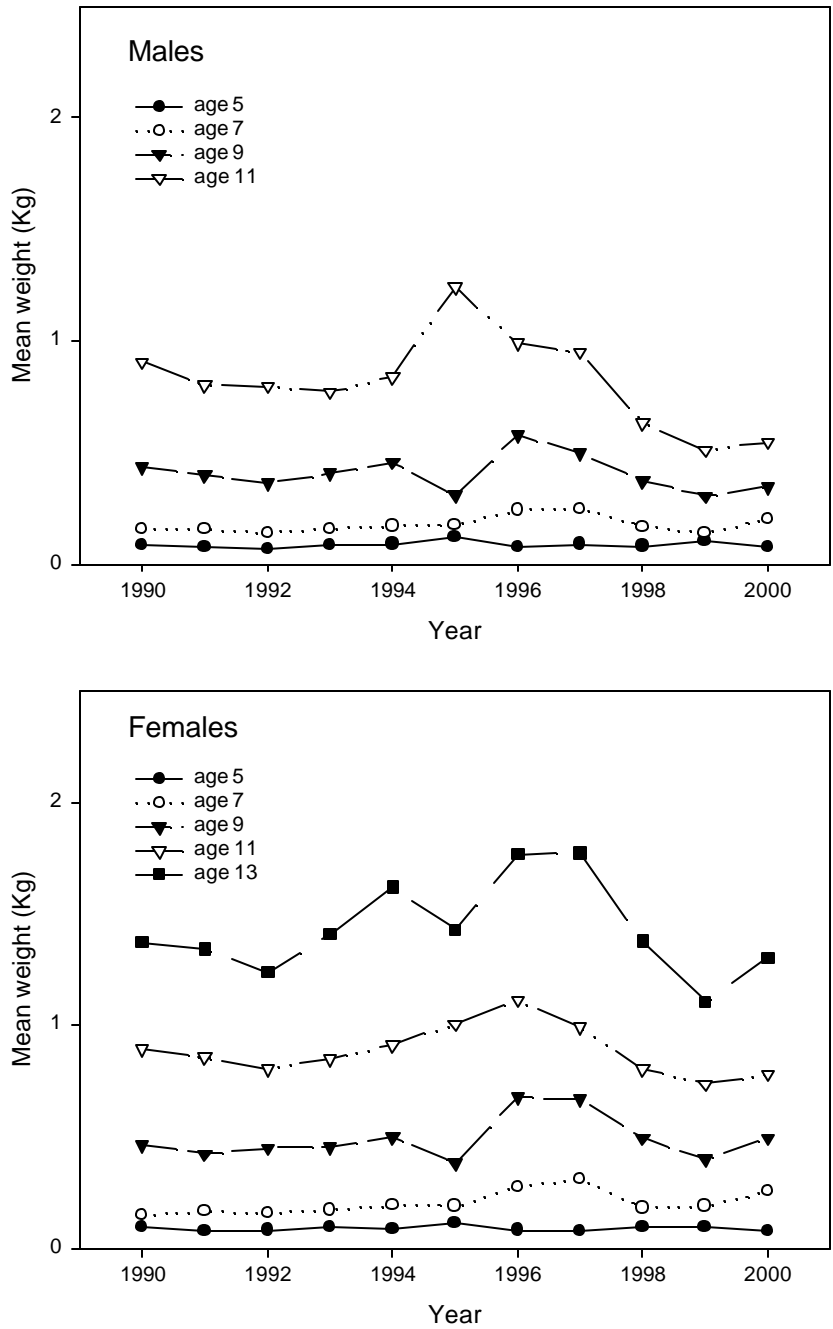 Males
age 5
age 7
age 9
age 11
2
1
0
Mean weight (Kg)
1990 1992 1994 1996 1998 2000
Year
Females
age 5
age 7
age 9
age 11
age 13
2
1
0
Mean weight (Kg)
1990 1992 1994 1996 1998 2000
Year